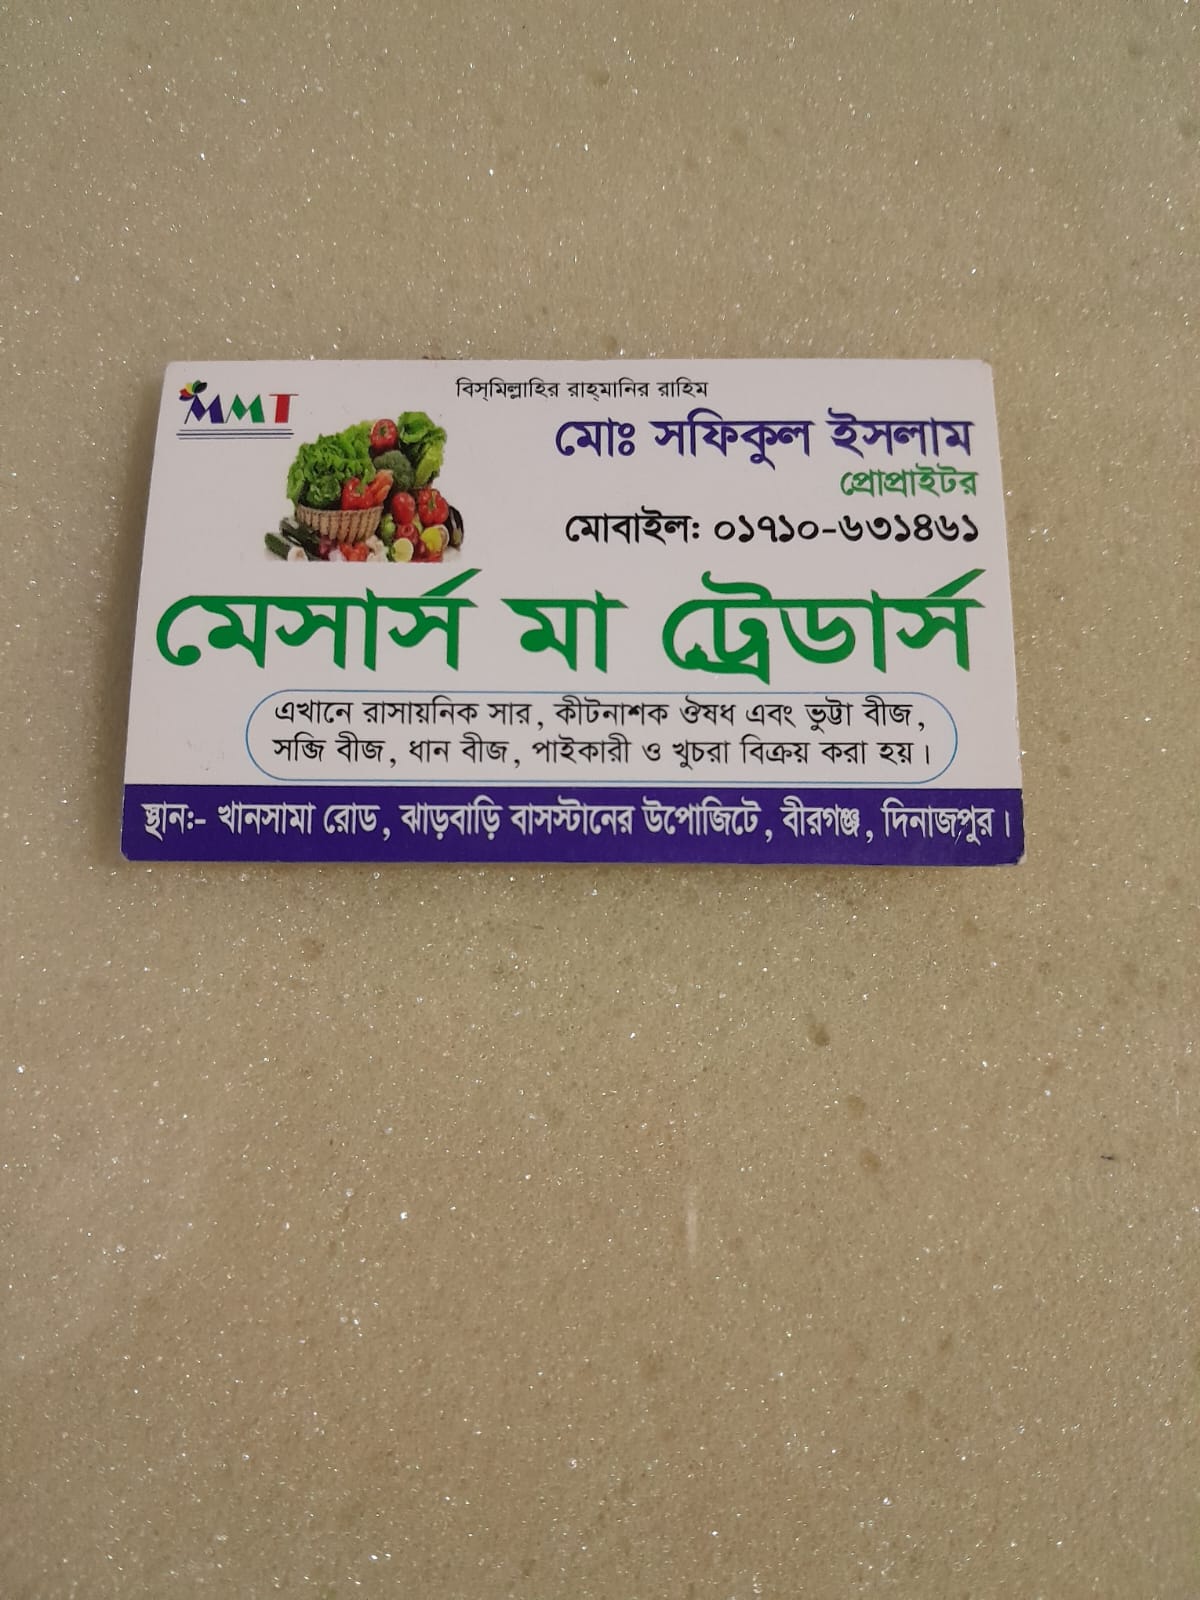 MMT
বিস্‌মিল্লাহির রাহ্‌মানির রাহিম
মোঃ সফিকুল ইসলাম
প্রোপ্রাইটর
মোবাইল: ০১৭১০-৬৩১৪৬১
মেসার্স মা ট্রেডার্স
এখানে রাসায়নিক সার, কীটনাশক ঔষধ এবং ভুট্টা বীজ,
সব্জি বীজ, ধান বীজ, পাইকারী ও খুচরা বিক্রয় করা হয়।
স্থান:- খানসামা রোড, ঝাড়বাড়ি বাসস্টানের উপোজিটে, বীরগঞ্জ, দিনাজপুর।